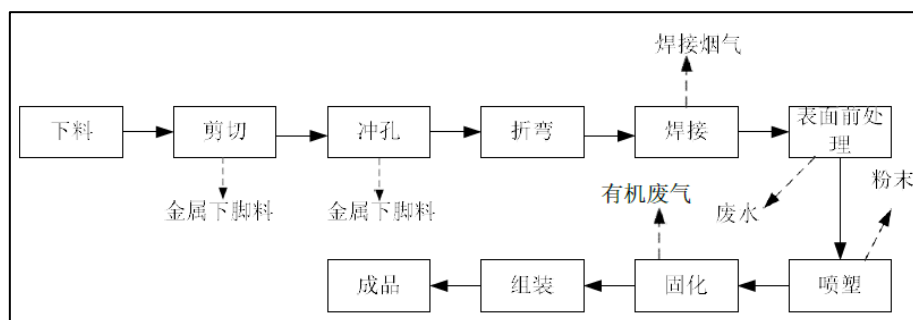 焊接烟气
下料
剪切
冲孔
折弯
焊接
表面前处
理
金属下脚料
金属下脚料
有机废气
废水
粉末
成品
组装
固化
喷塑